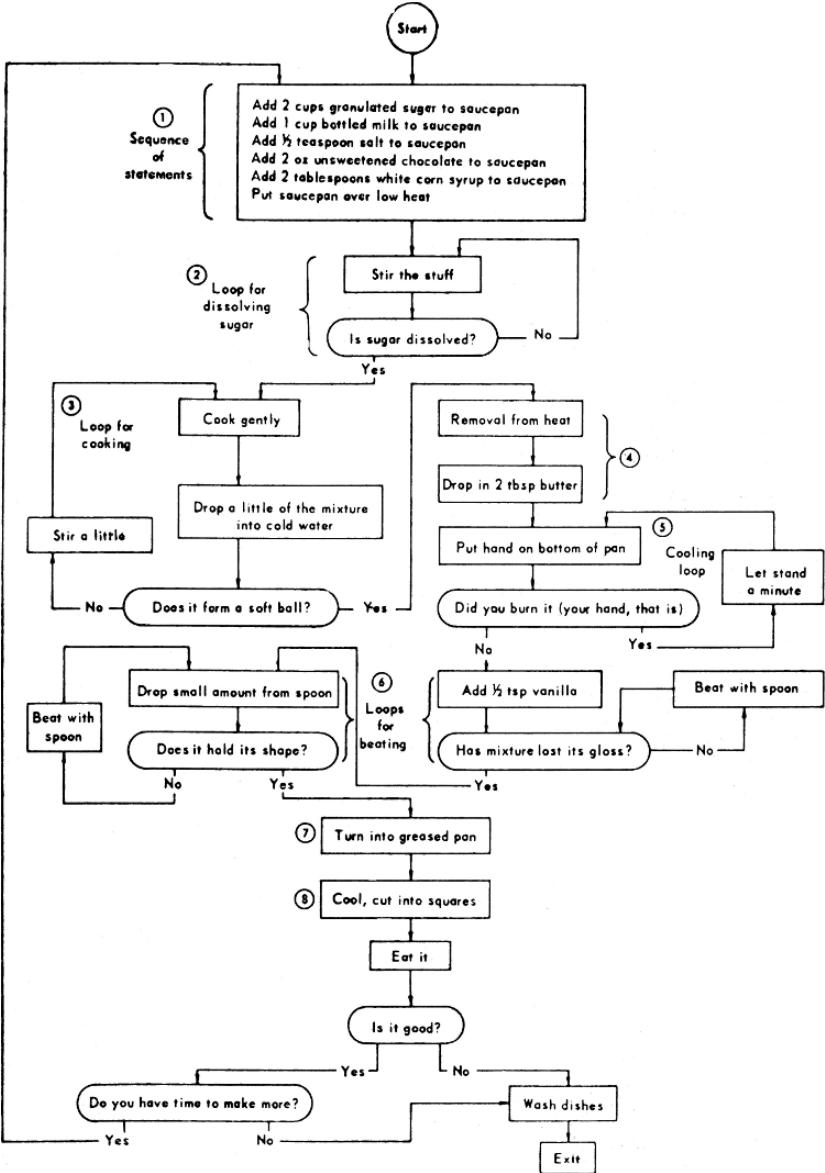 Start
①
Sequence
of
statements
Add 2 cups granulated sugar to saucepan
Add 1 cup bottled milk to saucepan
Add ½ teaspoon salt to saucepan
Add 2 oz unsweetened chocolate to saucepan
Add 2 tablespoons white corn syrup to saucepan
Put saucepan over low heat
②
Loop for
dissolving
sugar
Stir the stuff
Is sugar dissolved?
No
Yes
③
Loop for
cooking
Cook gently
Drop a little of the mixture
into cold water
Stir a little
Does it form a soft ball?
No
Yes
Removal from heat
④
Drop in 2 tbsp butter
Put hand on bottom of pan
⑤
Cooling
loop
Let stand
a minute
Did you burn it (your hand, that is)
No
Yes
Add ½ tsp vanilla
Beat with spoon
Has mixture lost its gloss?
No
Yes
⑥
Loops
for
beating
Drop small amount from spoon
Beat with
spoon
Does it hold its shape?
No
Yes
⑦
Turn into greased pan
⑧
Cool, cut into squares
Eat it
Is it good?
Yes
No
Do you have time to make more?
Yes
No
Wash dishes
Exit